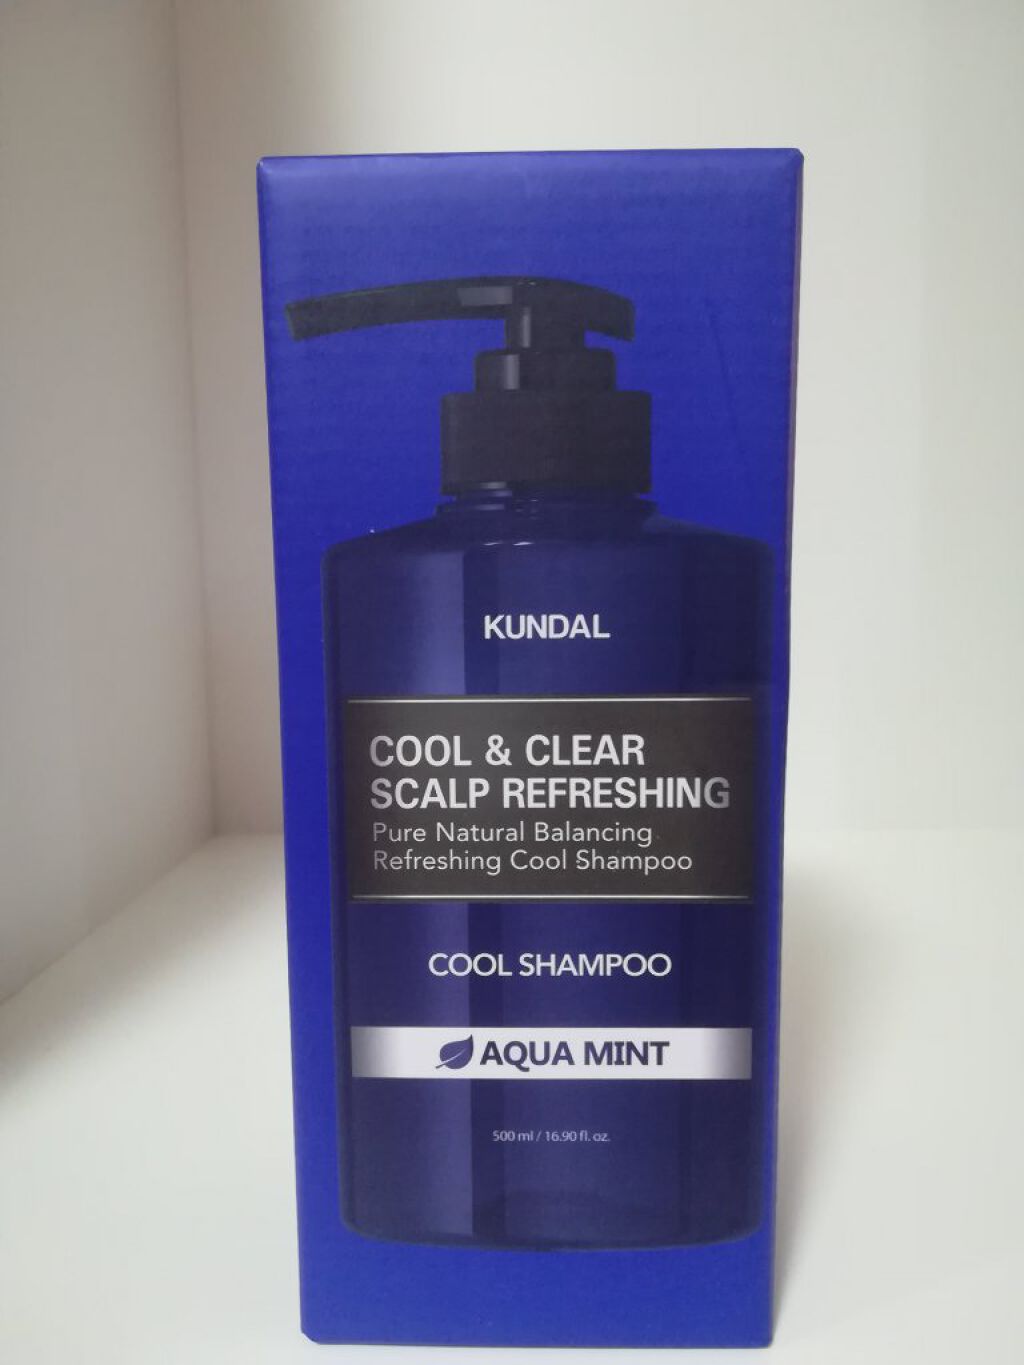 KUNDAL
COOL & CLEAR
SCALP REFRESHING
Pure Natural Balancing
Refreshing Cool Shampoo
COOL SHAMPOO
AQUA MINT
500 ml / 16.90 fl. oz.